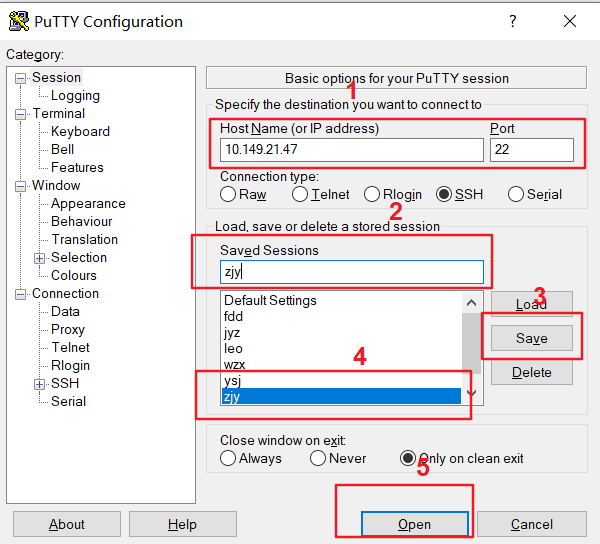 PuTTY Configuration
?
Category:
Session
Logging
Terminal
Keyboard
Bell
Features
Window
Appearance
Behaviour
Translation
Selection
Colours
Connection
Data
Proxy
Telnet
Rlogin
SSH
Serial
Basic options for your PuTTY session
1
Specify the destination you want to connect to
Host Name (or IP address) Port
10.149.21.47 22
Connection type:
Raw Telnet Rlogin SSH Serial
2
Load, save or delete a stored session
Saved Sessions
zjy
Default Settings
fdd
jyz
leo
wzx
ysj
zjy
3
Load
Save
Delete
4
Close window on exit:
Always Never Only on clean exit
5
About Help Open Cancel